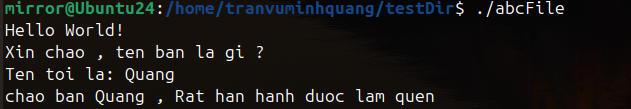 mirror@Ubuntu24:/home/tranvuminhquang/testDir$ ./abcFile
Hello World!
Xin chao , ten ban la gi ?
Ten toi la: Quang
chao ban Quang , Rat han hanh duoc lam quen